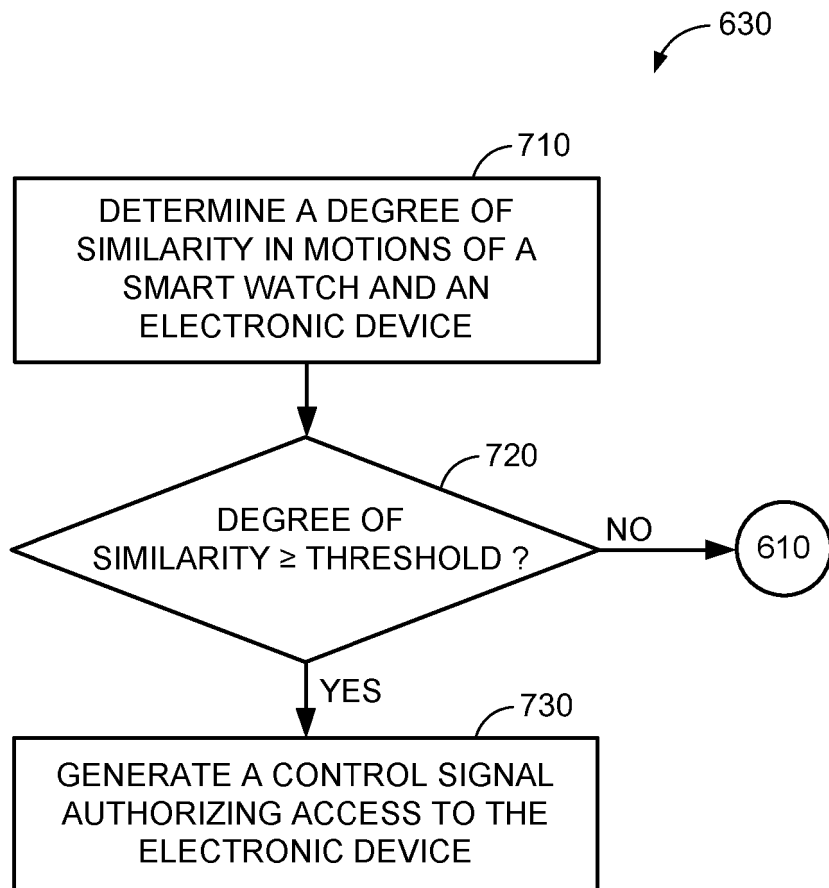 630
710
DETERMINE A DEGREE OF
SIMILARITY IN MOTIONS OF A
SMART WATCH AND AN
ELECTRONIC DEVICE
720
DEGREE OF
SIMILARITY ≥ THRESHOLD ?
NO
610
YES
730
GENERATE A CONTROL SIGNAL
AUTHORIZING ACCESS TO THE
ELECTRONIC DEVICE